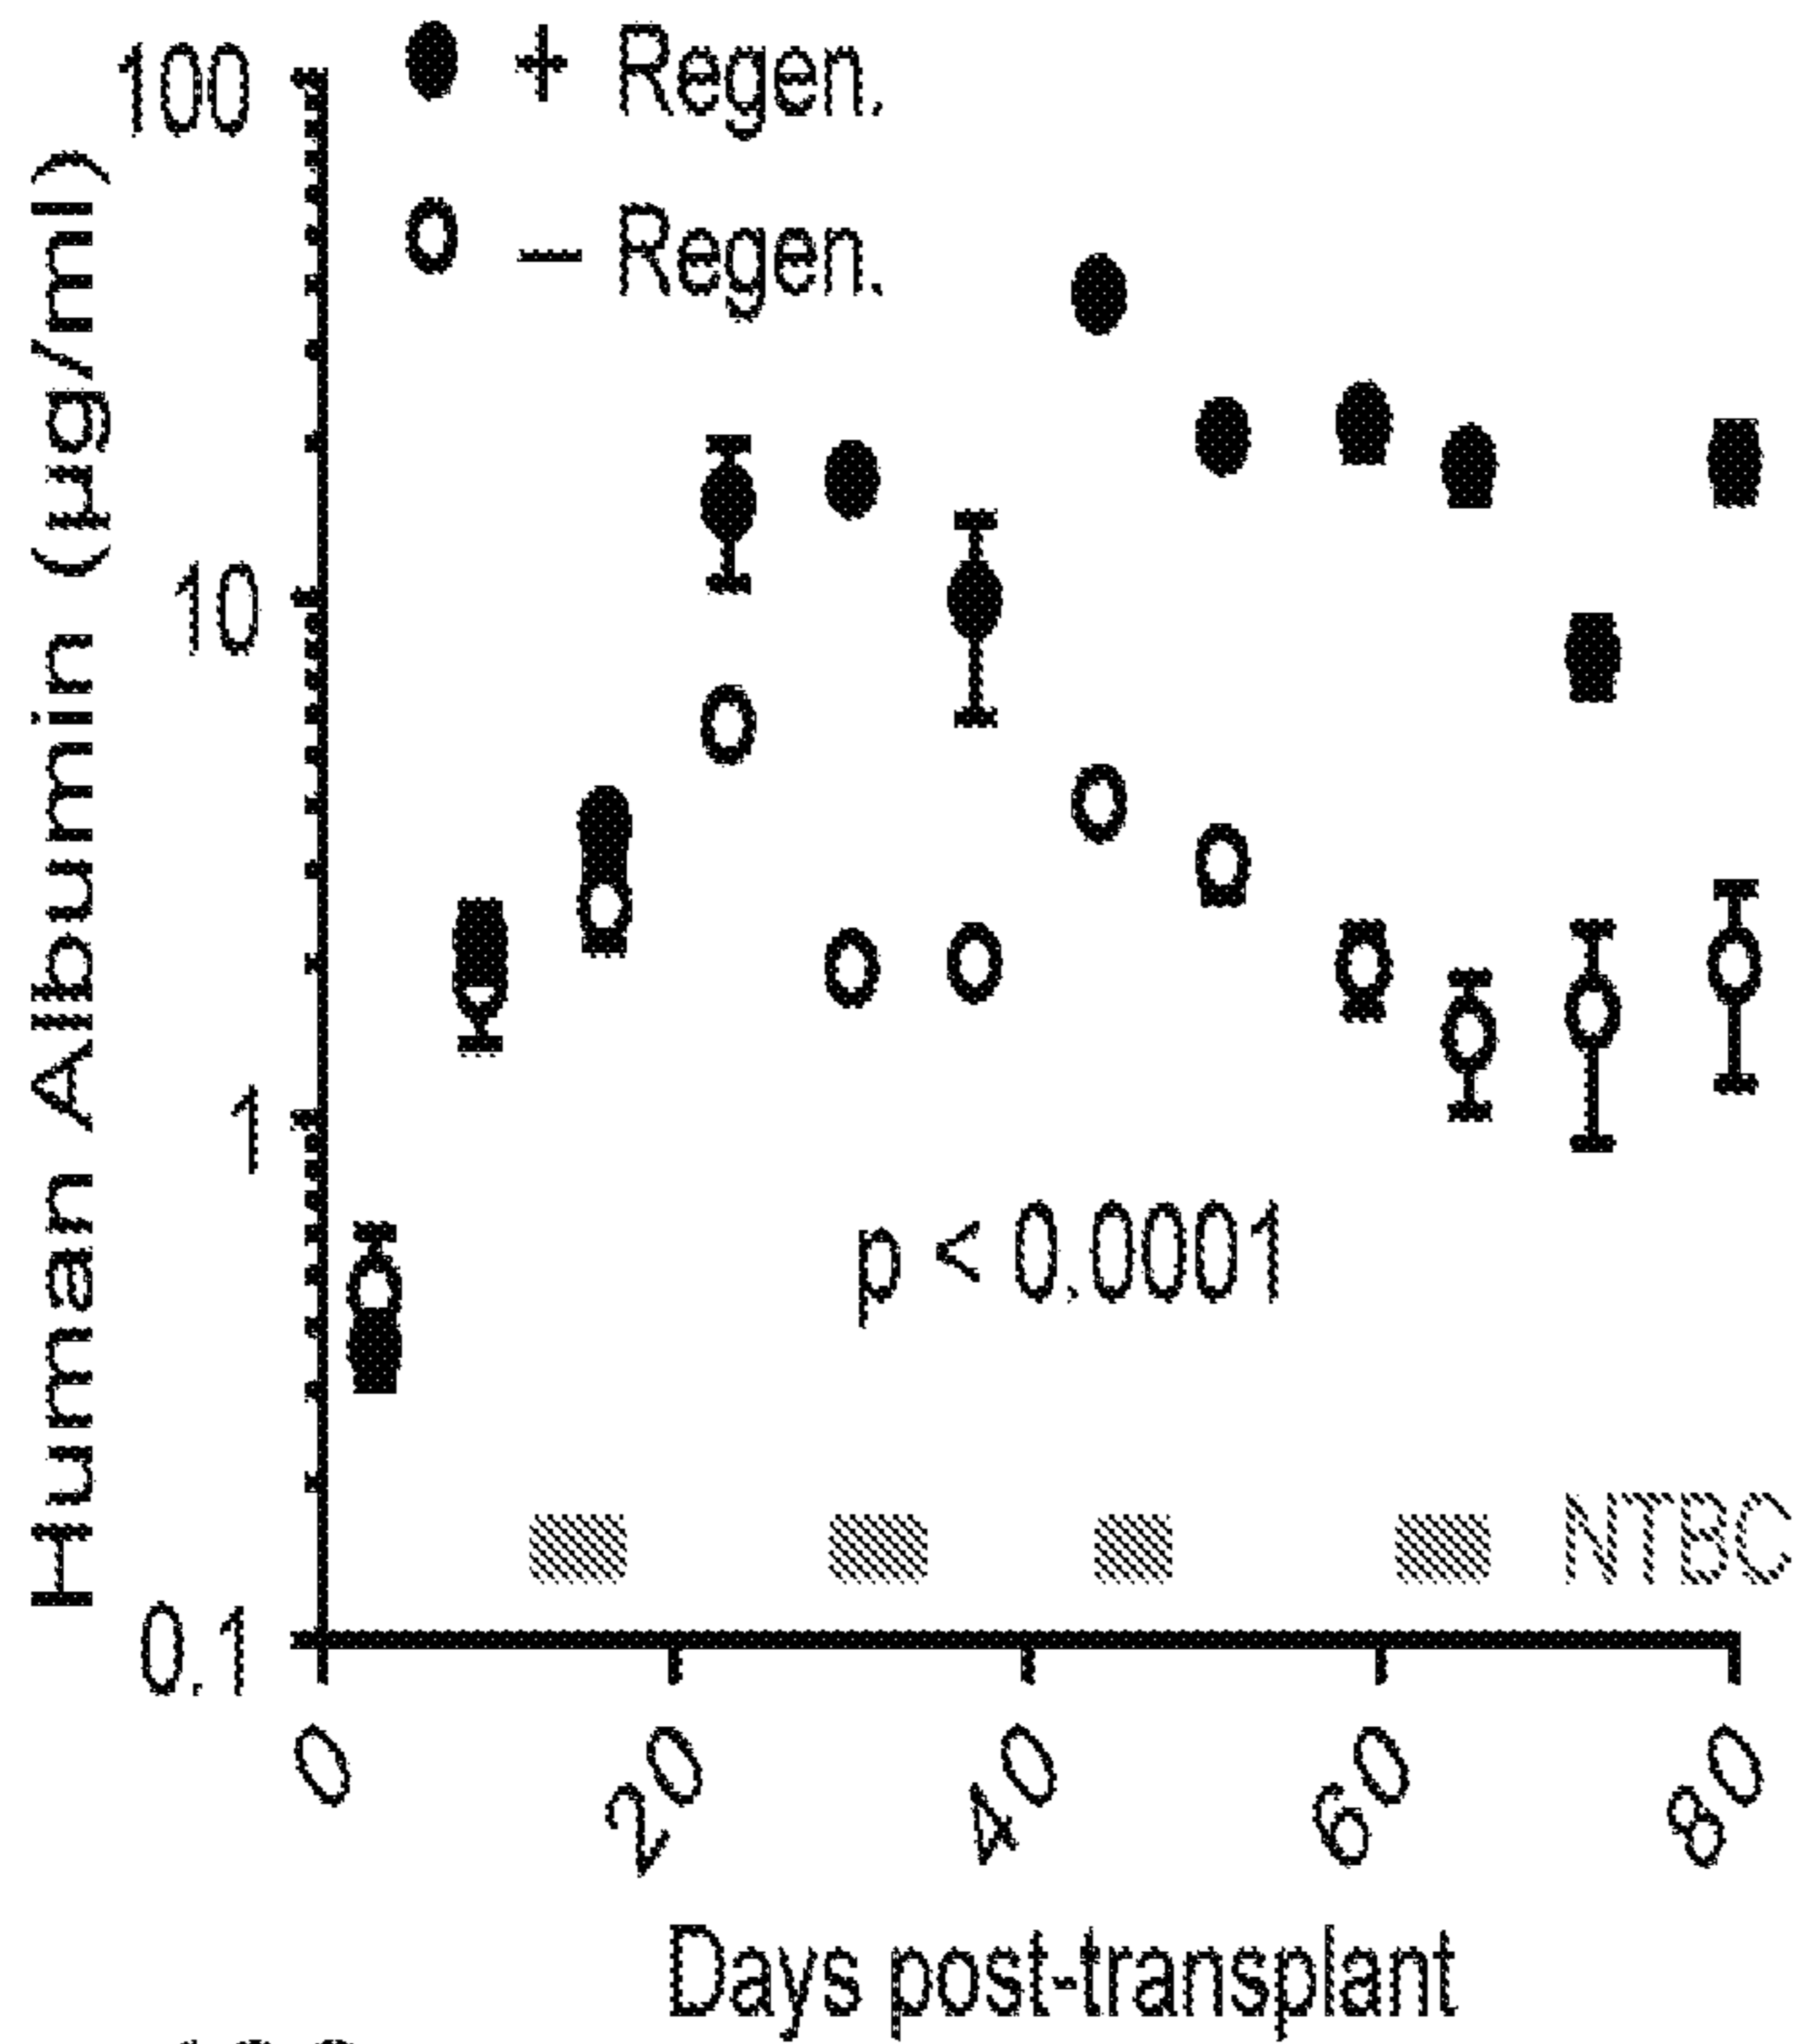 + Regen.
− Regen.
Human Albumin (µg/ml)
100
10
1
0.1
p < 0.0001
NTBC
0
20
40
60
80
Days post-transplant